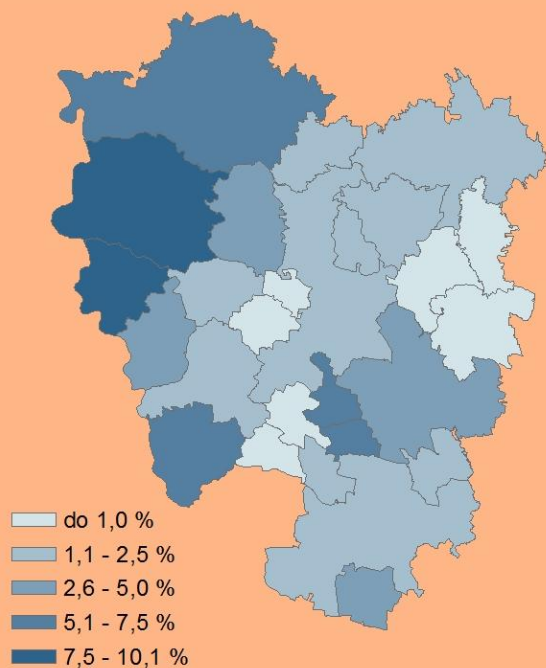 do 1,0 %
1,1 - 2,5 %
2,6 - 5,0 %
5,1 - 7,5 %
7,5 - 10,1 %